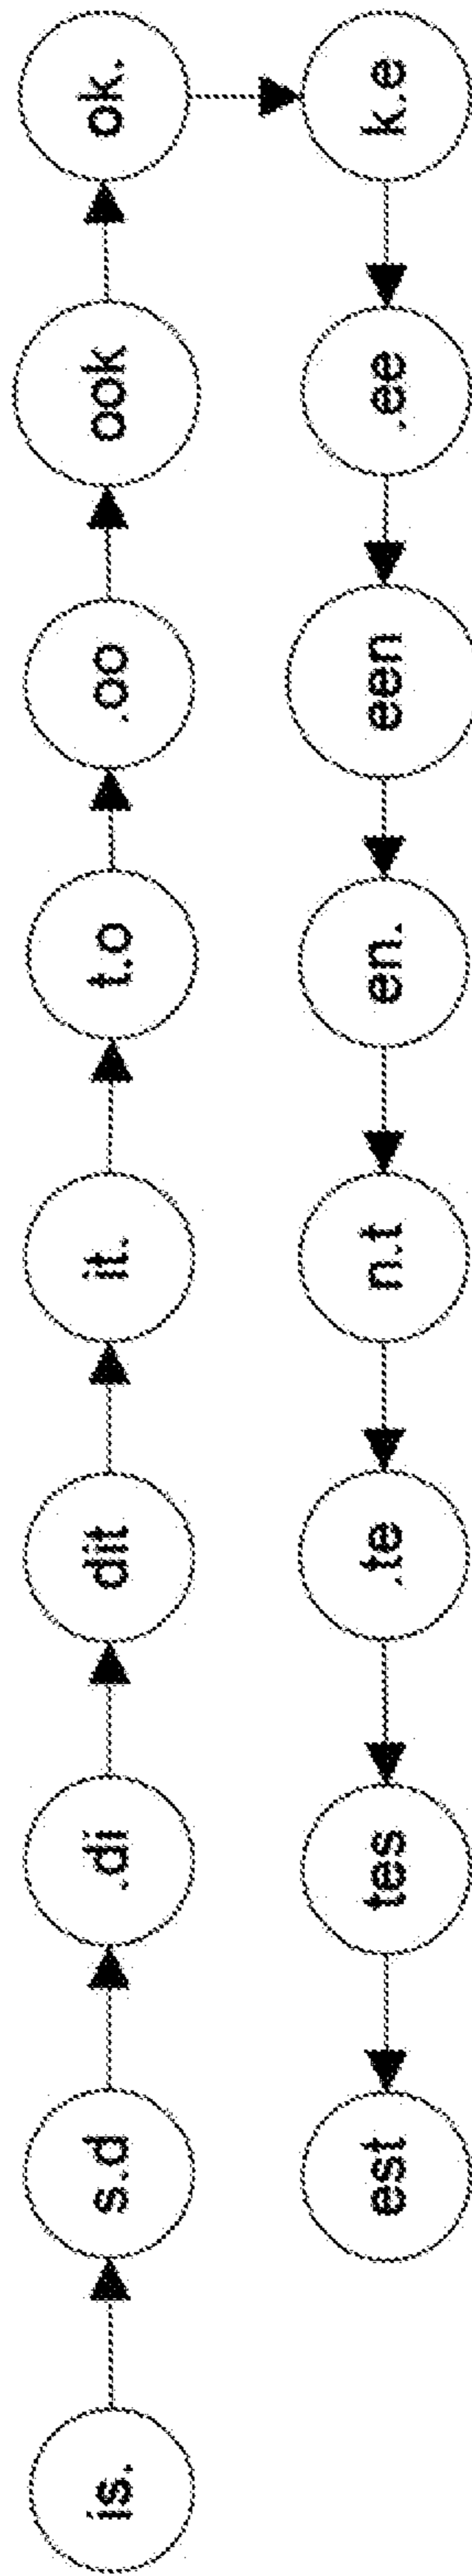 is. s.d .di dit it. t.o .oo ook ok.
k.e .ee een en. n.t .te tes est